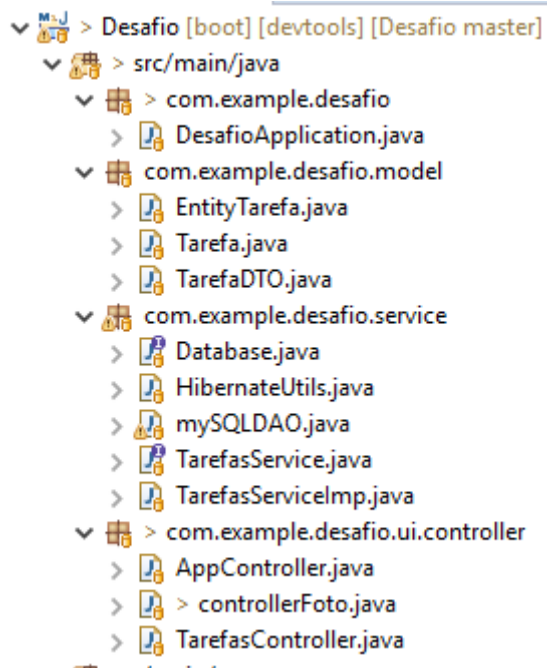 > Desafio [boot] [devtools] [Desafio master]
> src/main/java
> com.example.desafio
DesafioApplication.java
com.example.desafio.model
EntityTarefa.java
Tarefa.java
TarefaDTO.java
com.example.desafio.service
Database.java
HibernateUtils.java
mySQLDAO.java
TarefasService.java
TarefasServiceImp.java
> com.example.desafio.ui.controller
AppController.java
> controllerFoto.java
TarefasController.java